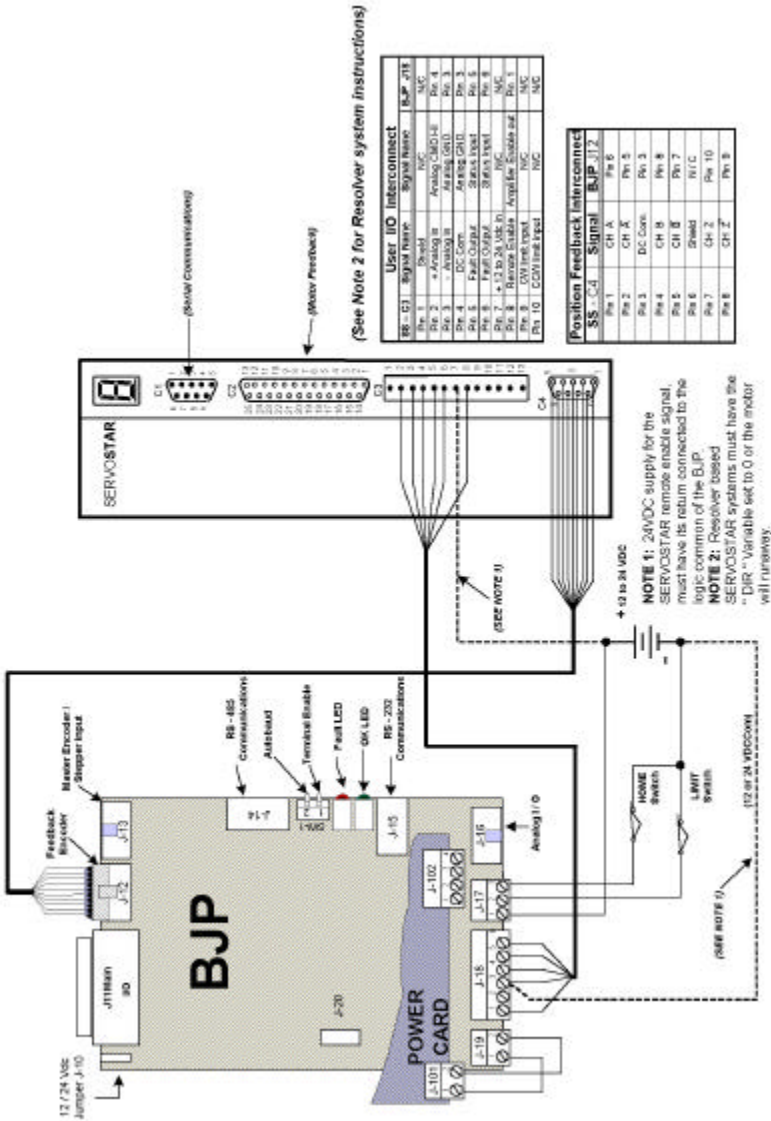 12 / 24 Vdc
Jumper J-10
J11Main
I/O
Feedback
Encoder
J-12
Master Encoder /
Stepper Input
J-13
BJP
J-14
RS - 485
Communications
Autobaud
Terminal Enable
SW-1
Fault LED
OK LED
J-15
RS - 232
Communications
J-20
POWER
CARD
J-101
J-102
J-19
J-18
J-17
J-16
Analog I / O
HOME
Switch
LIMIT
Switch
(12 or 24 VDCCom)
(SEE NOTE 1)
+ 12 to 24 VDC
-
(SEE NOTE 1)
SERVOSTAR
8
C1
C2
C3
C4
(Serial Communications)
(Motor Feedback)
(See Note 2 for Resolver system instructions)
User I/O Interconnect
SS - C3 Signal Name Signal Name BJP J18
Pin 1 Shield N/C N/C
Pin 2 + Analog in Analog CMD I-II Pin 4
Pin 3 - Analog in Analog GND Pin 3
Pin 4 DC Com. Analog GND Pin 3
Pin 5 Fault Output Status Input Pin 5
Pin 6 Fault Output Status Input Pin 6
Pin 7 + 12 to 24 Vdc in N/C N/C
Pin 8 Remote Enable Amplifier Enable out Pin 1
Pin 9 CW limit input N/C N/C
Pin 10 CCW limit input N/C N/C
Position Feedback Interconnect
SS - C4 Signal BJP J12
Pin 1 CH A Pin 6
Pin 2 CH A̅ Pin 5
Pin 3 DC Com. Pin 3
Pin 4 CH B Pin 8
Pin 5 CH B̅ Pin 7
Pin 6 Shield N / C
Pin 7 CH Z Pin 10
Pin 8 CH Z̅ Pin 9
NOTE 1: 24VDC supply for the
SERVOSTAR remote enable signal,
must have its return connected to the
logic common of the BJP.
NOTE 2: Resolver based
SERVOSTAR systems must have the
" DIR " Variable set to 0 or the motor
will runaway.